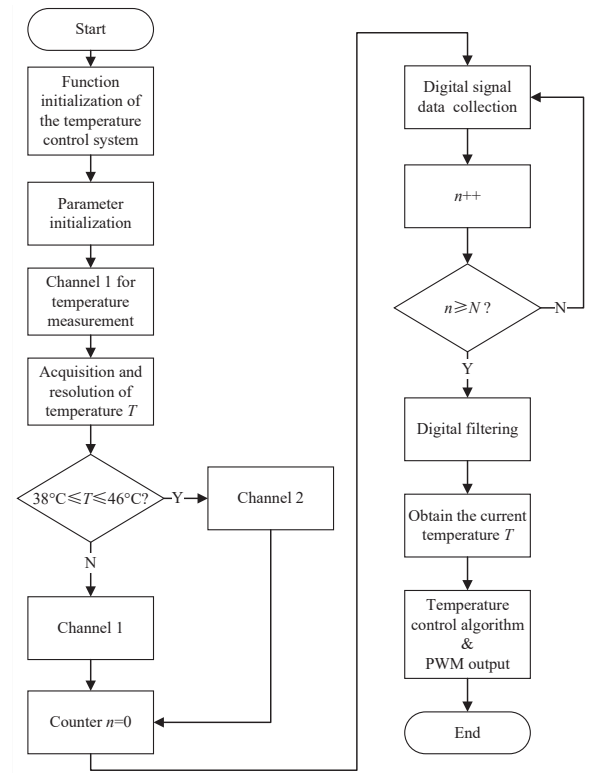 Start
Function
initialization of
the temperature
control system
Parameter
initialization
Channel 1 for
temperature
measurement
Acquisition and
resolution of
temperature T
38°C⩽T⩽46°C?
Y
Channel 2
N
Channel 1
Counter n=0
Digital signal
data collection
n++
n⩾N ?
N
Y
Digital filtering
Obtain the current
temperature T
Temperature
control algorithm
&
PWM output
End